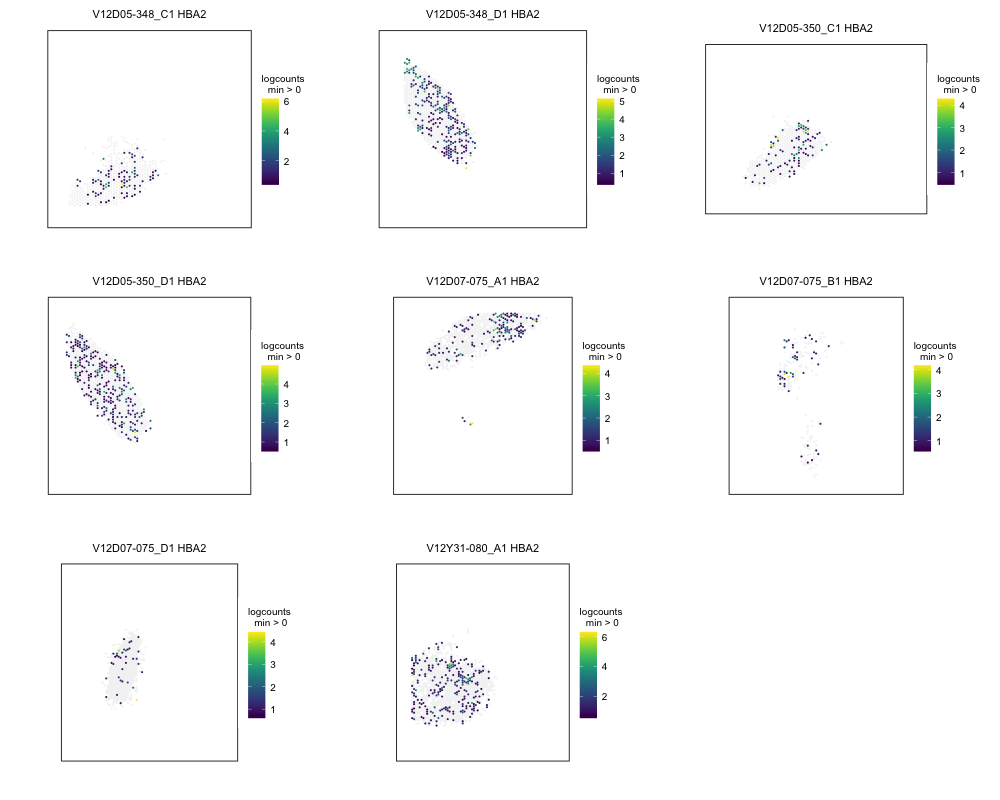 V12D05-348_C1 HBA2
logcounts
min > 0
6
4
2
V12D05-348_D1 HBA2
logcounts
min > 0
5
4
3
2
1
V12D05-350_C1 HBA2
logcounts
min > 0
4
3
2
1
V12D05-350_D1 HBA2
logcounts
min > 0
4
3
2
1
V12D07-075_A1 HBA2
logcounts
min > 0
4
3
2
1
V12D07-075_B1 HBA2
logcounts
min > 0
4
3
2
1
V12D07-075_D1 HBA2
logcounts
min > 0
4
3
2
1
V12Y31-080_A1 HBA2
logcounts
min > 0
6
4
2